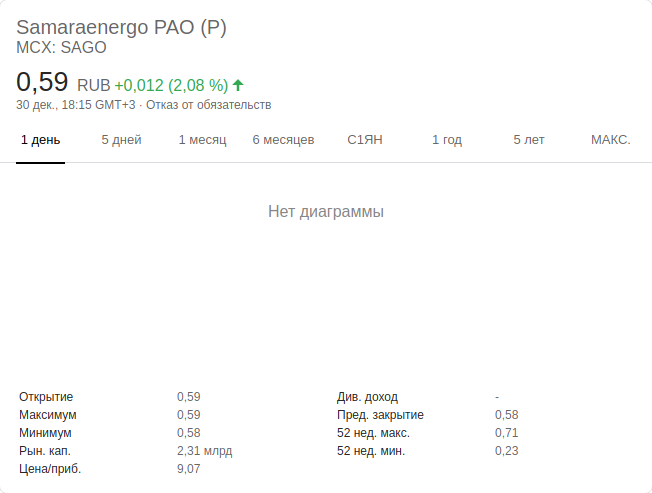 Samaraenergo PAO (P)
MCX: SAGO
0,59 RUB +0,012 (2,08 %)
30 дек., 18:15 GMT+3 · Отказ от обязательств
1 день 5 дней 1 месяц 6 месяцев С1ЯН 1 год 5 лет МАКС.
Нет диаграммы
Открытие 0,59 Див. доход -
Максимум 0,59 Пред. закрытие 0,58
Минимум 0,58 52 нед. макс. 0,71
Рын. кап. 2,31 млрд 52 нед. мин. 0,23
Цена/приб. 9,07